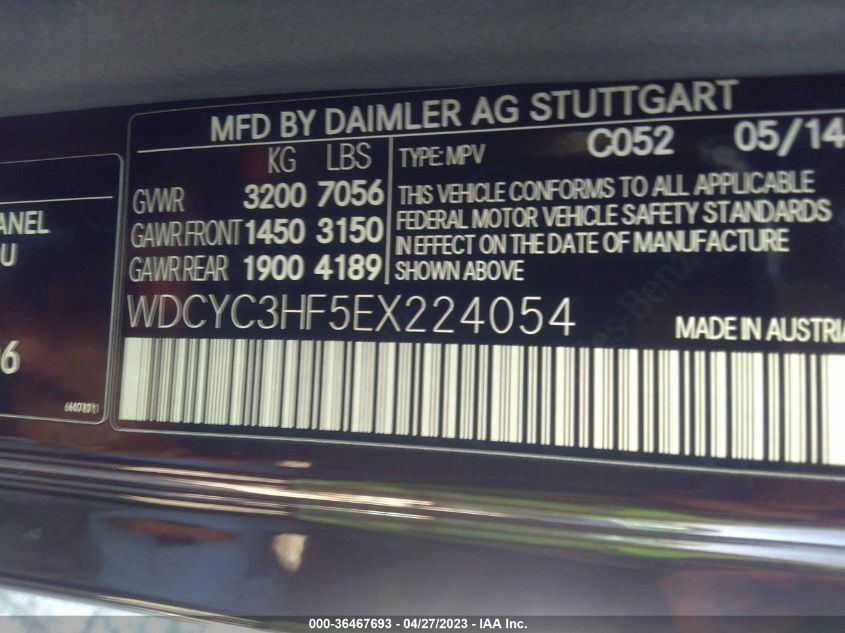 MFD BY DAIMLER AG STUTTGART
C052 05/14
KG LBS
TYPE: MPV
GVWR 3200 7056
GAWR FRONT 1450 3150
GAWR REAR 1900 4189
THIS VEHICLE CONFORMS TO ALL APPLICABLE
FEDERAL MOTOR VEHICLE SAFETY STANDARDS
IN EFFECT ON THE DATE OF MANUFACTURE
SHOWN ABOVE
WDCYC3HF5EX224054
MADE IN AUSTRIA
ANEL
U
6
000-36467693 - 04/27/2023 - IAA Inc.